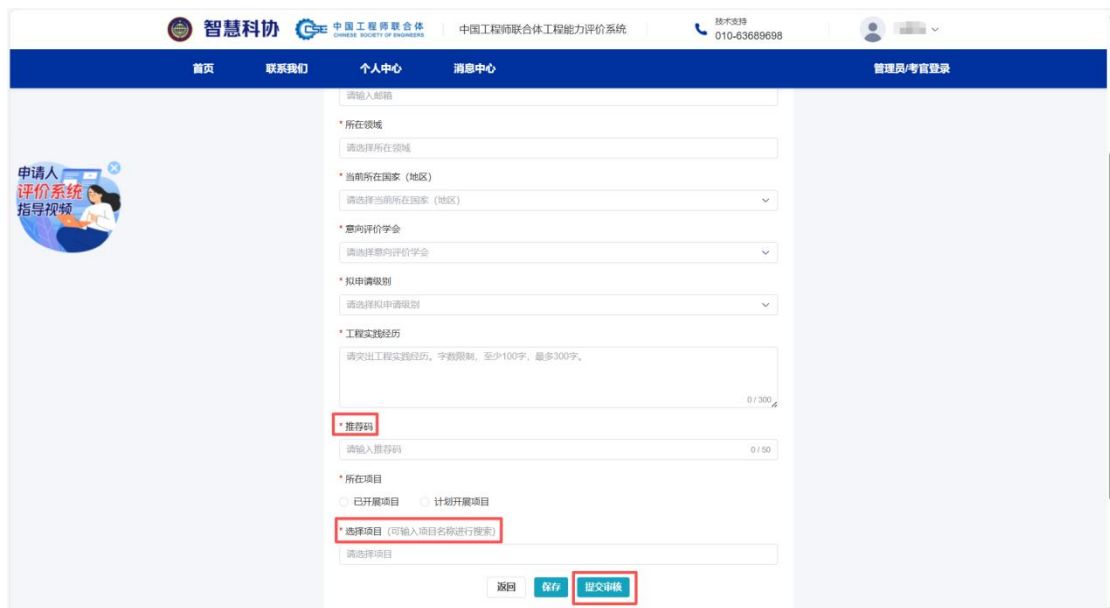 智慧科协
CSE 中国工程师联合体
CHINESE SOCIETY OF ENGINEERS
中国工程师联合体工程能力评价系统
技术支持
010-63689698
首页 联系我们 个人中心 消息中心 管理员/考官登录
请输入邮箱
* 所在领域
请选择所在领域
* 当前所在国家（地区）
请选择当前所在国家（地区）
* 意向评价学会
请选择意向评价学会
* 拟申请级别
请选择拟申请级别
* 工程实践经历
请突出工程实践经历。字数限制，至少100字，最多300字。
0 / 300
* 推荐码
请输入推荐码 0 / 50
* 所在项目
已开展项目 计划开展项目
* 选择项目（可输入项目名称进行搜索）
请选择项目
返回 保存 提交审核
申请人
评价系统
指导视频